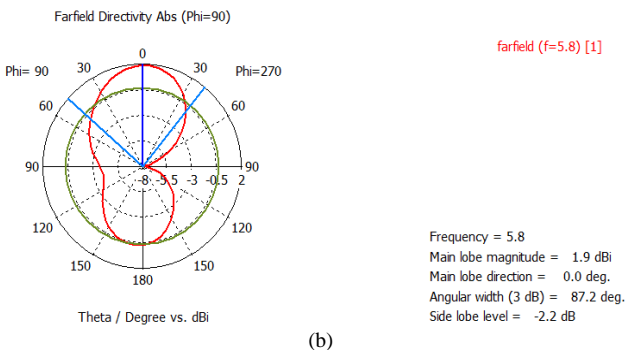 Farfield Directivity Abs (Phi=90)
farfield (f=5.8) [1]
0
Phi= 90 30 30 Phi=270
60 60
90 -8 -5.5 -3 -0.5 2 90
120 120
150 150
180
Theta / Degree vs. dBi
Frequency = 5.8
Main lobe magnitude = 1.9 dBi
Main lobe direction = 0.0 deg.
Angular width (3 dB) = 87.2 deg.
Side lobe level = -2.2 dB
(b)